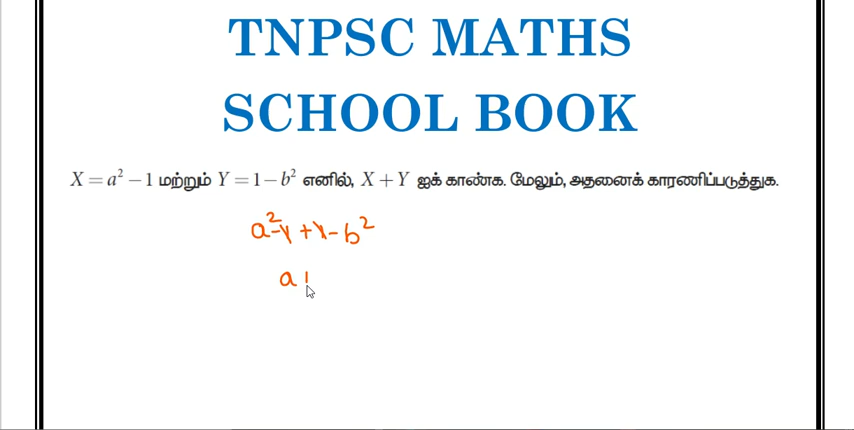 TNPSC MATHS
SCHOOL BOOK
X = a² − 1 மற்றும் Y = 1 − b² எனில், X + Y ஐக் காண்க. மேலும், அதனைக் காரணிப்படுத்துக.
a² - 1 + 1 - b²
a